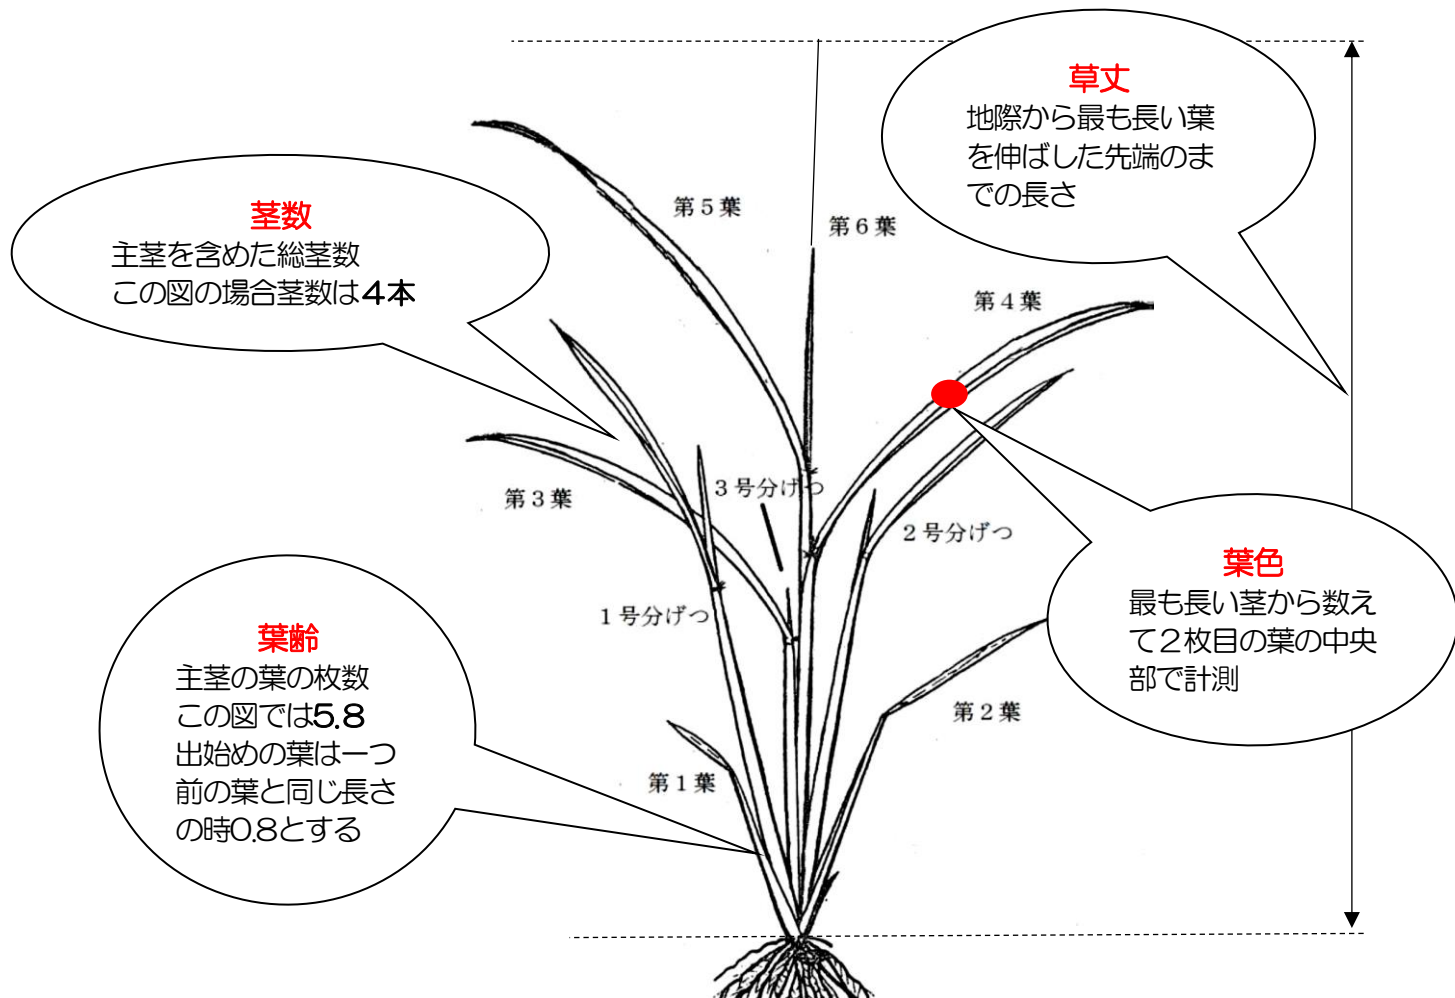 草丈
地際から最も長い葉
を伸ばした先端のま
での長さ
茎数
主茎を含めた総茎数
この図の場合茎数は4本
第5葉
第6葉
第4葉
第3葉
3号分げつ
2号分げつ
1号分げつ
葉色
最も長い茎から数え
て2枚目の葉の中央
部で計測
葉齢
主茎の葉の枚数
この図では5.8
出始めの葉は一つ
前の葉と同じ長さ
の時0.8とする
第2葉
第1葉